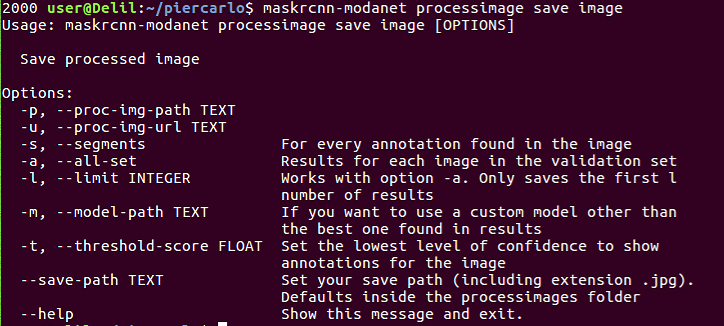 2000 user@Delil:~/piercarlo$ maskrcnn-modanet processimage save image
Usage: maskrcnn-modanet processimage save image [OPTIONS]
Save processed image
Options:
-p, --proc-img-path TEXT
-u, --proc-img-url TEXT
-s, --segments For every annotation found in the image
-a, --all-set Results for each image in the validation set
-l, --limit INTEGER Works with option -a. Only saves the first l
number of results
-m, --model-path TEXT If you want to use a custom model other than
the best one found in results
-t, --threshold-score FLOAT Set the lowest level of confidence to show
annotations for the image
--save-path TEXT Set your save path (including extension .jpg).
Defaults inside the processimages folder
--help Show this message and exit.